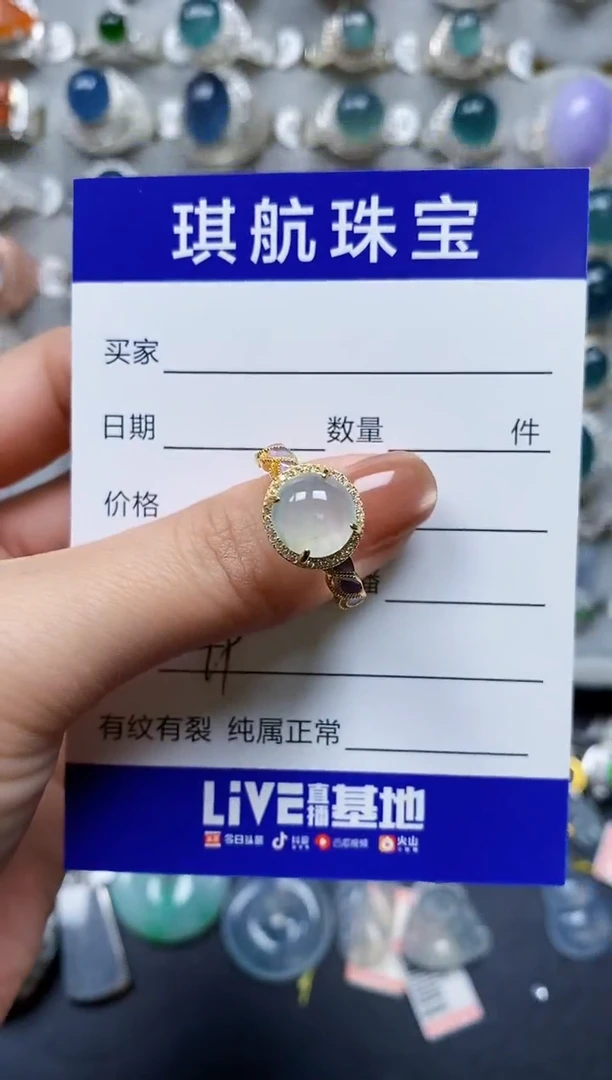 琪航珠宝
买家
日期 数量 件
价格
播
有纹有裂 纯属正常
LIVE直播基地
今日头条 抖音 西瓜视频 火山